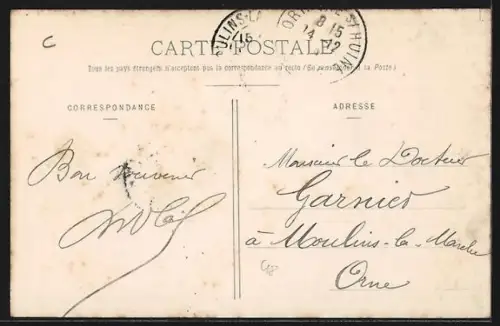 C
CARTE POSTALE
Tous les pays étrangers n'acceptent pas la correspondance au recto (Se renseigner à la Poste)
CORRESPONDANCE
ADRESSE
Bon souvenir
Monsieur le Docteur
Garnier
à Moulins-la-Marche
Orne